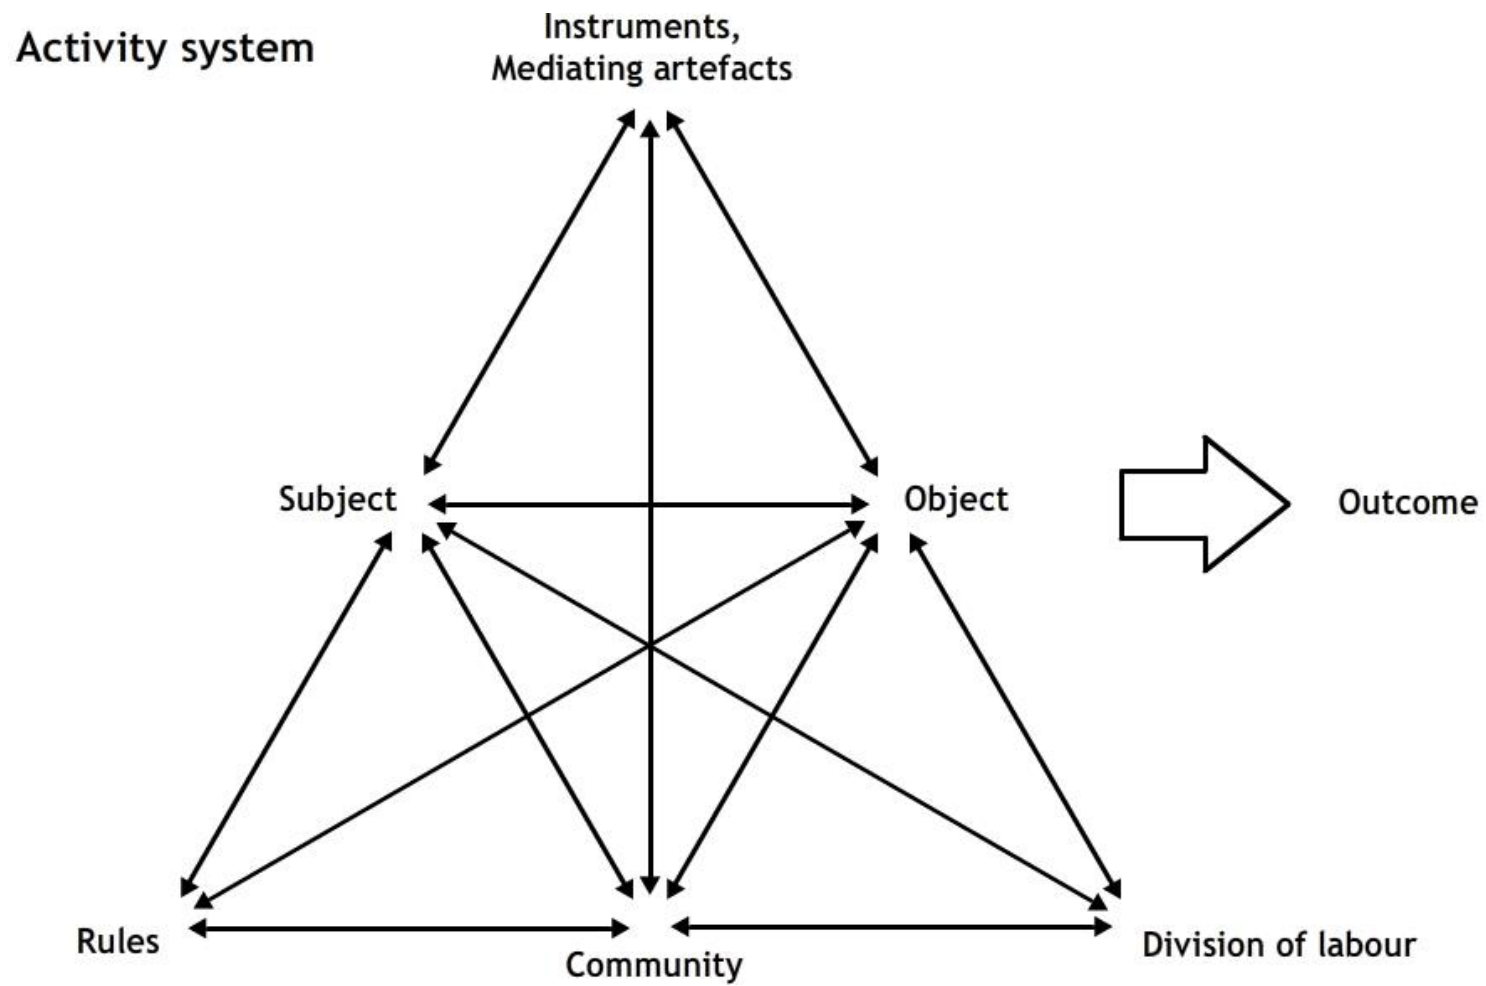 Activity system
Instruments,
Mediating artefacts
Subject
Object
Outcome
Rules
Community
Division of labour